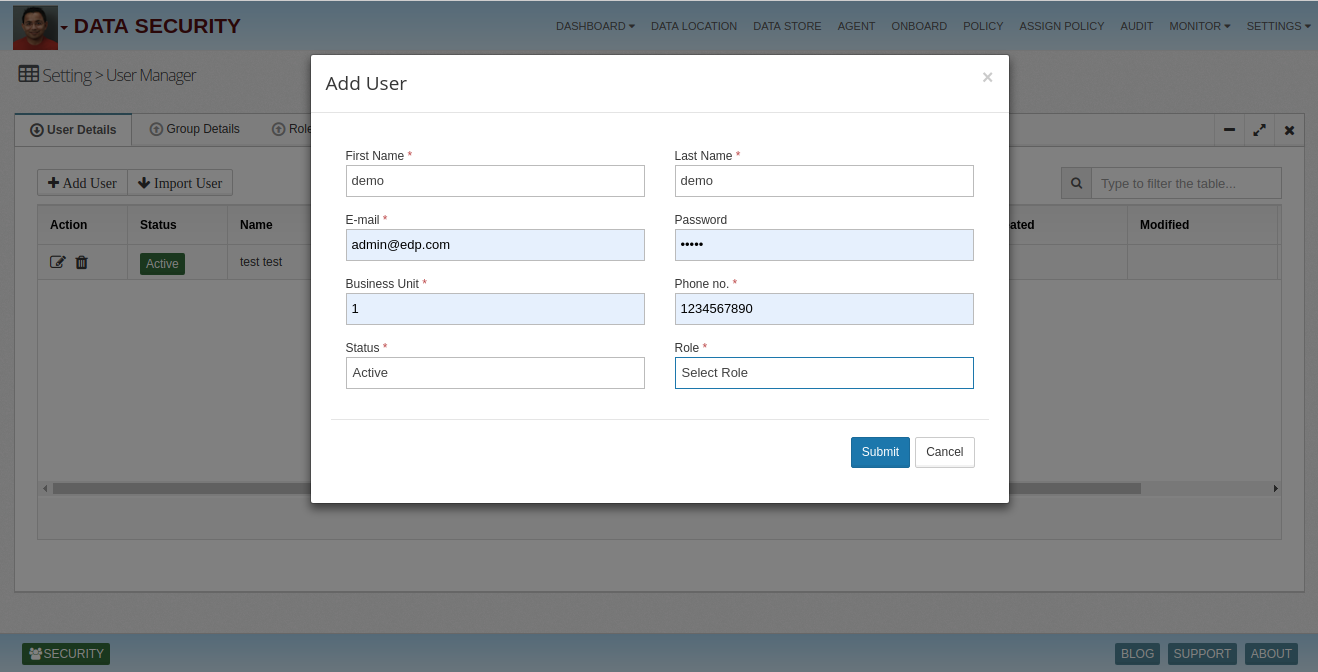 DATA SECURITY
DASHBOARD DATA LOCATION DATA STORE AGENT ONBOARD POLICY ASSIGN POLICY AUDIT MONITOR SETTINGS
Setting > User Manager
Add User ×
User Details Group Details
Add User Import User
Type to filter the table...
Action Status Name Modified
Active test test
First Name * Last Name *
demo demo
E-mail * Password
admin@edp.com •••••
Business Unit * Phone no. *
1 1234567890
Status * Role *
Active Select Role
Submit Cancel
SECURITY BLOG SUPPORT ABOUT